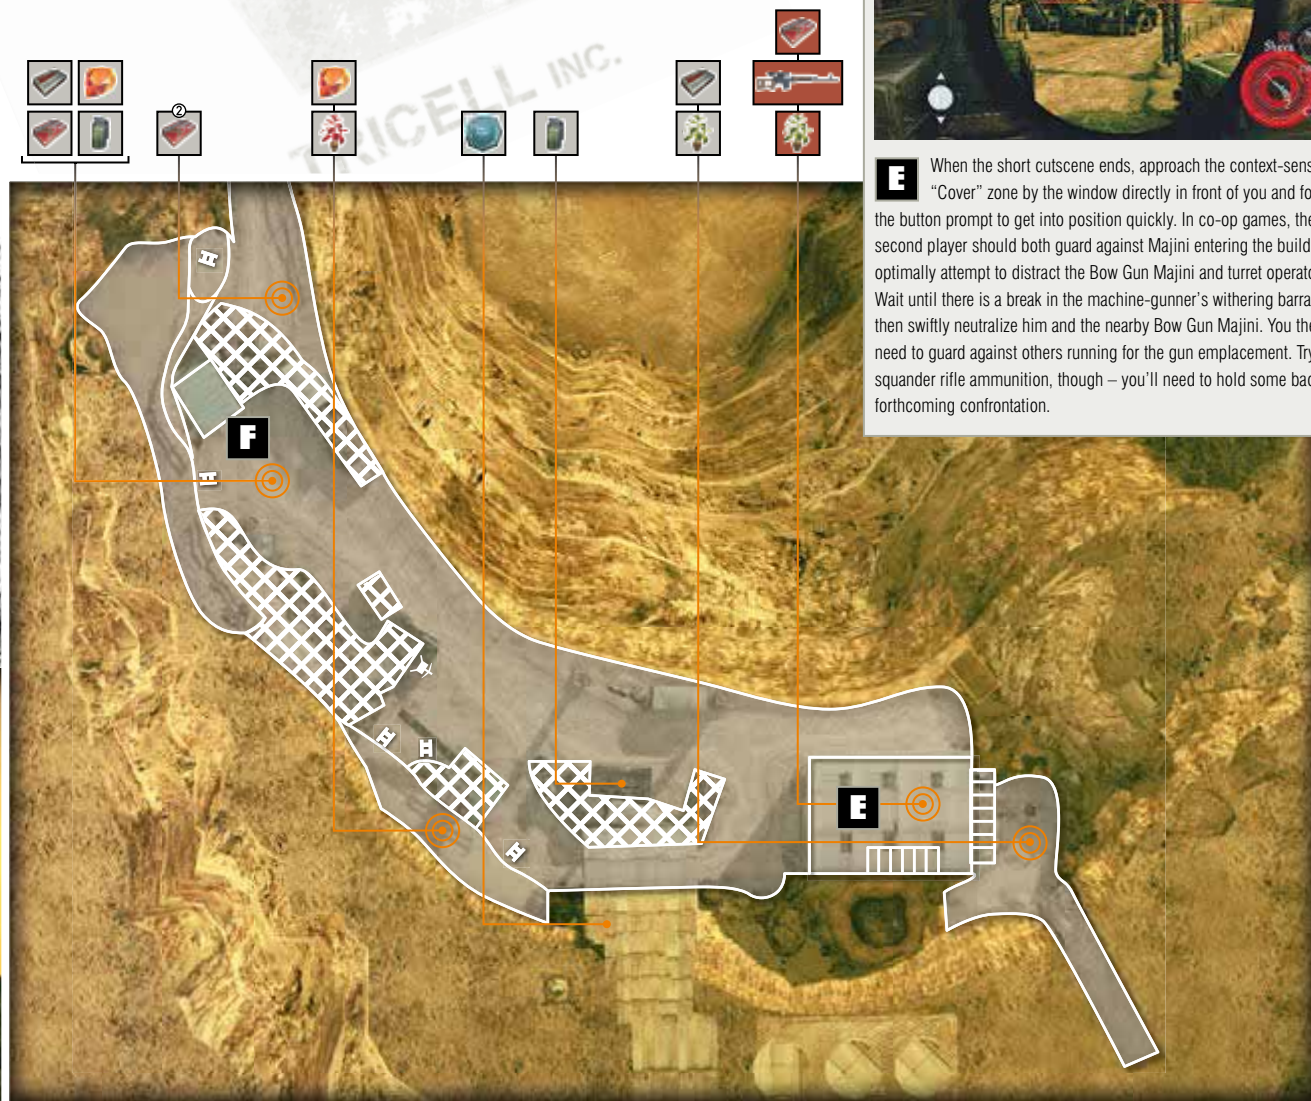 TRICELL INC.
2
Sheva
E
When the short cutscene ends, approach the context-sens
“Cover” zone by the window directly in front of you and fo
the button prompt to get into position quickly. In co-op games, the
second player should both guard against Majini entering the build
optimally attempt to distract the Bow Gun Majini and turret operato
Wait until there is a break in the machine-gunner's withering barra
then swiftly neutralize him and the nearby Bow Gun Majini. You the
need to guard against others running for the gun emplacement. Try
squander rifle ammunition, though – you'll need to hold some bac
forthcoming confrontation.
F
E